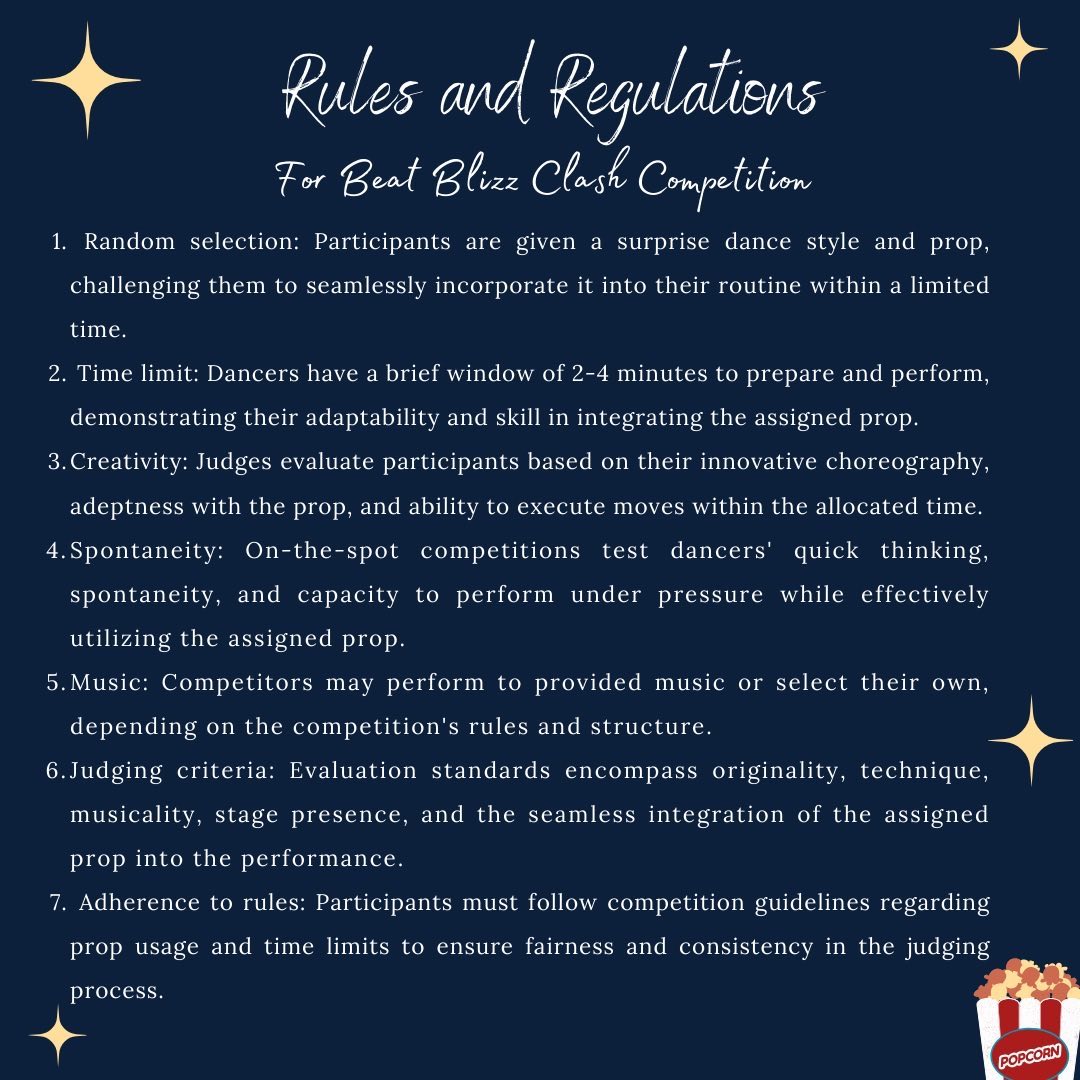 Rules and Regulations
For Beat Blizz Clash Competition
1. Random selection: Participants are given a surprise dance style and prop,
challenging them to seamlessly incorporate it into their routine within a limited
time.
2. Time limit: Dancers have a brief window of 2-4 minutes to prepare and perform,
demonstrating their adaptability and skill in integrating the assigned prop.
3. Creativity: Judges evaluate participants based on their innovative choreography,
adeptness with the prop, and ability to execute moves within the allocated time.
4. Spontaneity: On-the-spot competitions test dancers' quick thinking,
spontaneity, and capacity to perform under pressure while effectively
utilizing the assigned prop.
5. Music: Competitors may perform to provided music or select their own,
depending on the competition's rules and structure.
6. Judging criteria: Evaluation standards encompass originality, technique,
musicality, stage presence, and the seamless integration of the assigned
prop into the performance.
7. Adherence to rules: Participants must follow competition guidelines regarding
prop usage and time limits to ensure fairness and consistency in the judging
process.
POPCORN